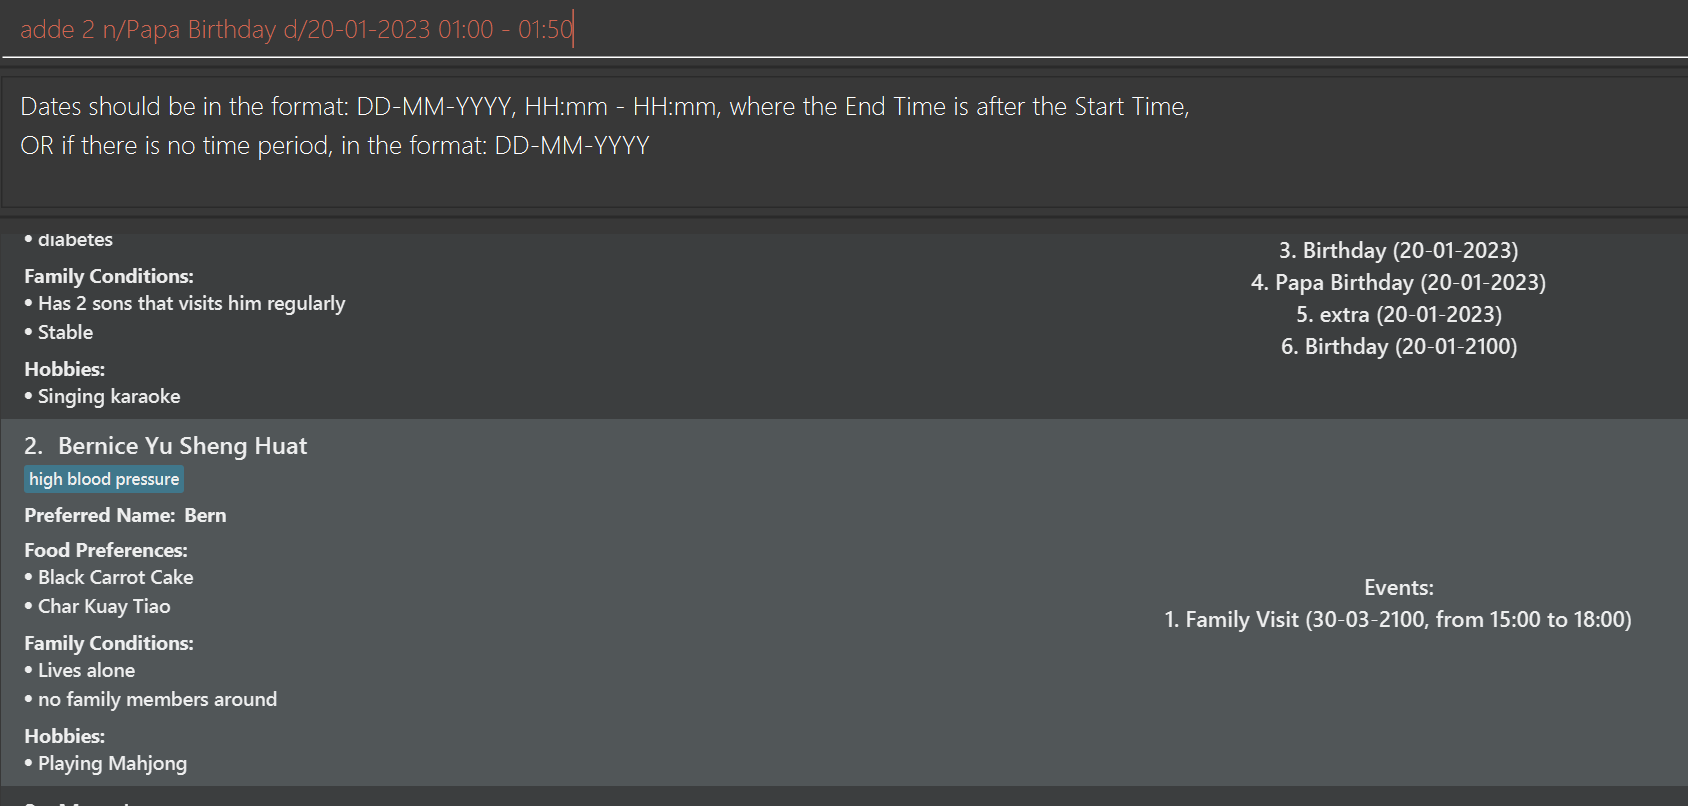 adde 2 n/Papa Birthday d/20-01-2023 01:00 - 01:50
Dates should be in the format: DD-MM-YYYY, HH:mm - HH:mm, where the End Time is after the Start Time,
OR if there is no time period, in the format: DD-MM-YYYY
• diabetes
Family Conditions:
• Has 2 sons that visits him regularly
• Stable
Hobbies:
• Singing karaoke
3. Birthday (20-01-2023)
4. Papa Birthday (20-01-2023)
5. extra (20-01-2023)
6. Birthday (20-01-2100)
2. Bernice Yu Sheng Huat
high blood pressure
Preferred Name: Bern
Food Preferences:
• Black Carrot Cake
• Char Kuay Tiao
Family Conditions:
• Lives alone
• no family members around
Hobbies:
• Playing Mahjong
Events:
1. Family Visit (30-03-2100, from 15:00 to 18:00)